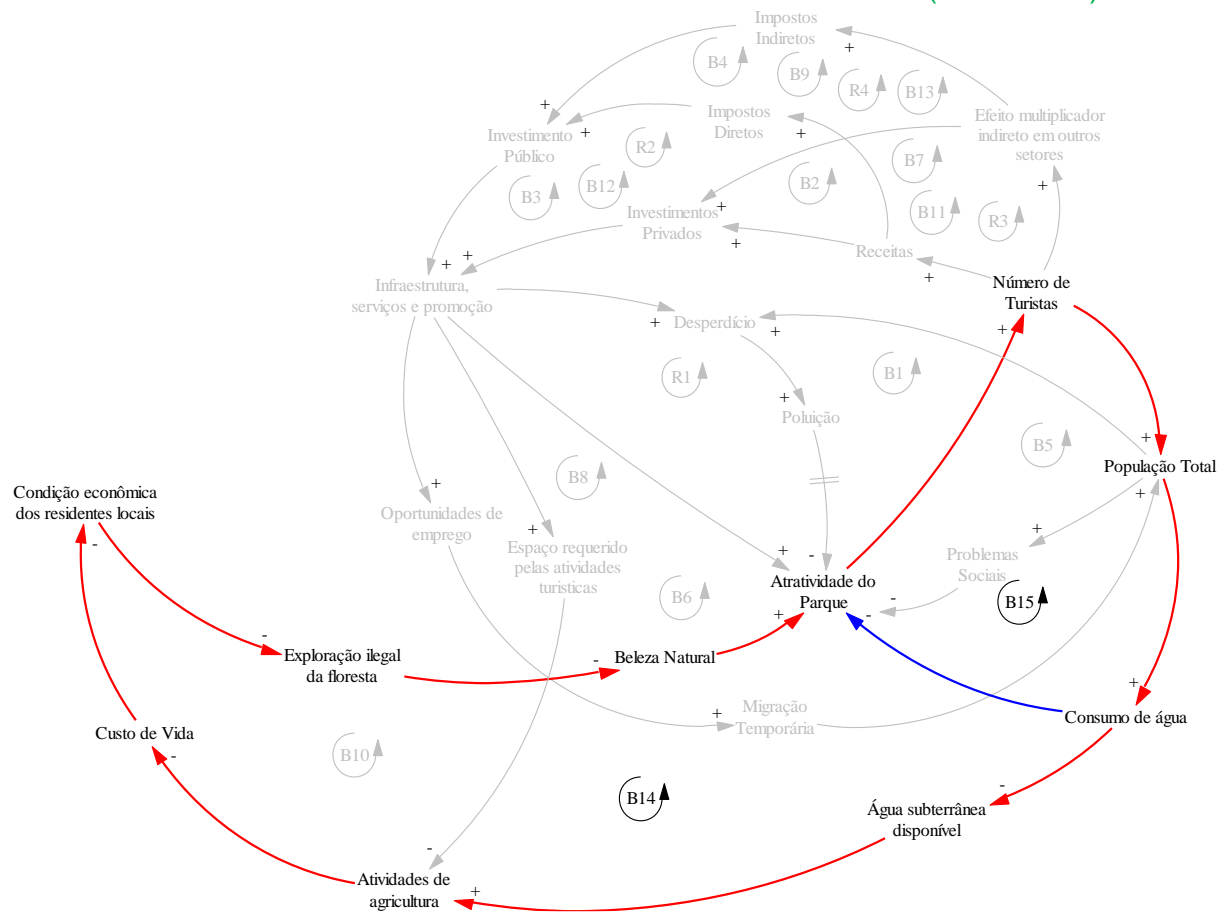 Impostos
Indiretos
+
B4
B9
R4
B13
+
Impostos
Diretos
+
+
Efeito multiplicador
indireto em outros
setores
+
Investimento
Público
R2
B7
B3
B12
B2
B11
R3
Investimentos
Privados
+
+
Receitas
+
+
+
Infraestrutura,
serviços e promoção
Número de
Turistas
+
+
Desperdício
+
R1
B1
+
Poluição
B5
+
População Total
+
Condição econômica
dos residentes locais
-
B8
+
Oportunidades de
emprego
+
Espaço requerido
pelas atividades
turisticas
+
-
Atratividade do
Parque
+
Problemas
Sociais
-
-
B15
B6
+
-
Exploração ilegal
da floresta
-
Beleza Natural
+
Consumo de água
+
Migração
Temporária
Custo de Vida
-
B10
B14
-
Água subterrânea
disponível
-
Atividades de
agricultura
+